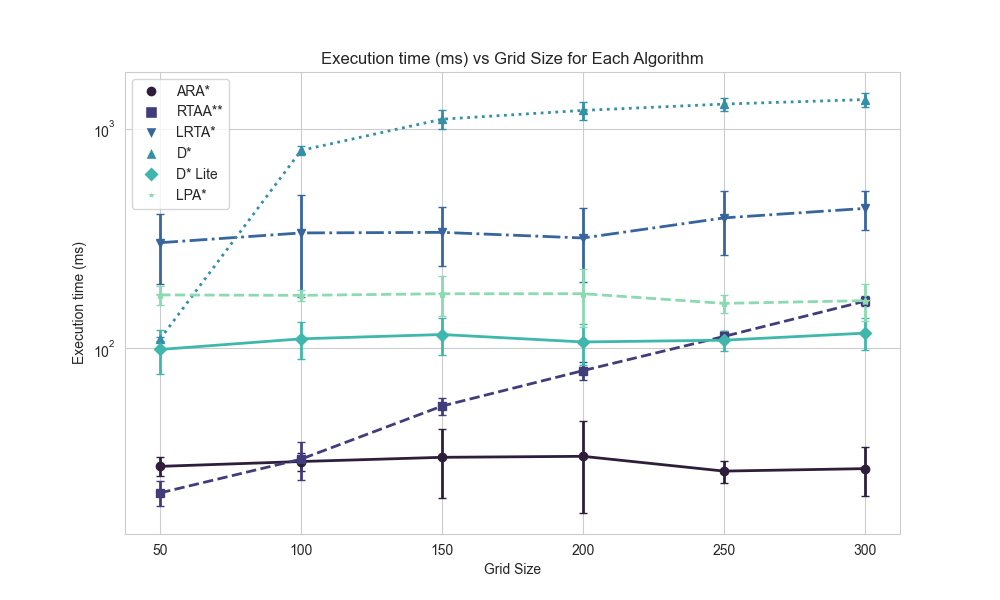 Execution time (ms) vs Grid Size for Each Algorithm
ARA*
RTAA**
LRTA*
D*
D* Lite
LPA*
10³
10²
Execution time (ms)
50 100 150 200 250 300
Grid Size